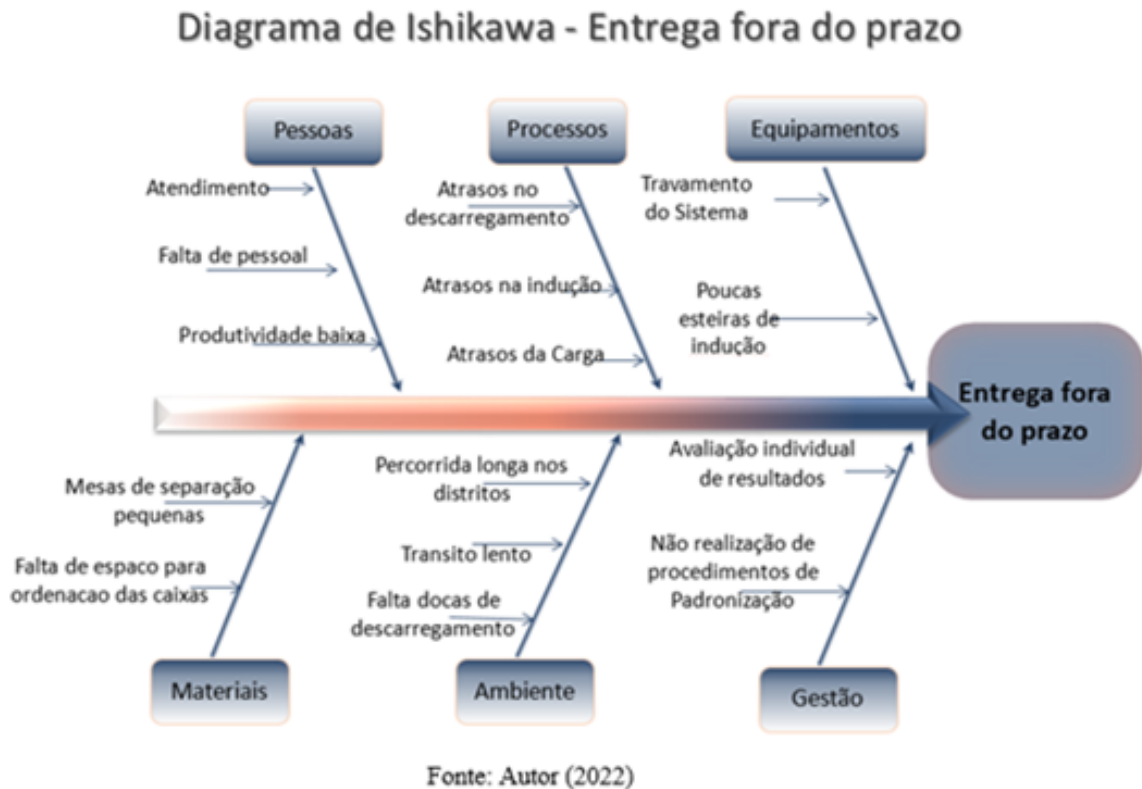 Diagrama de Ishikawa - Entrega fora do prazo
Pessoas
Processos
Equipamentos
Atendimento
Falta de pessoal
Produtividade baixa
Atrasos no
descarregamento
Atrasos na indução
Atrasos da Carga
Travamento
do Sistema
Poucas
esteiras de
indução
Entrega fora
do prazo
Mesas de separação
pequenas
Falta de espaco para
ordenacao das caixas
Percorrida longa nos
distritos
Transito lento
Falta docas de
descarregamento
Avaliação individual
de resultados
Não realização de
procedimentos de
Padronização
Materiais
Ambiente
Gestão
Fonte: Autor (2022)